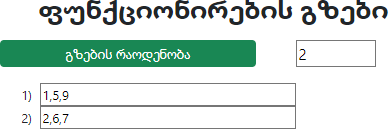 ფუნქციონირების გზები
გზების რაოდენობა 2
1) 1,5,9
2) 2,6,7